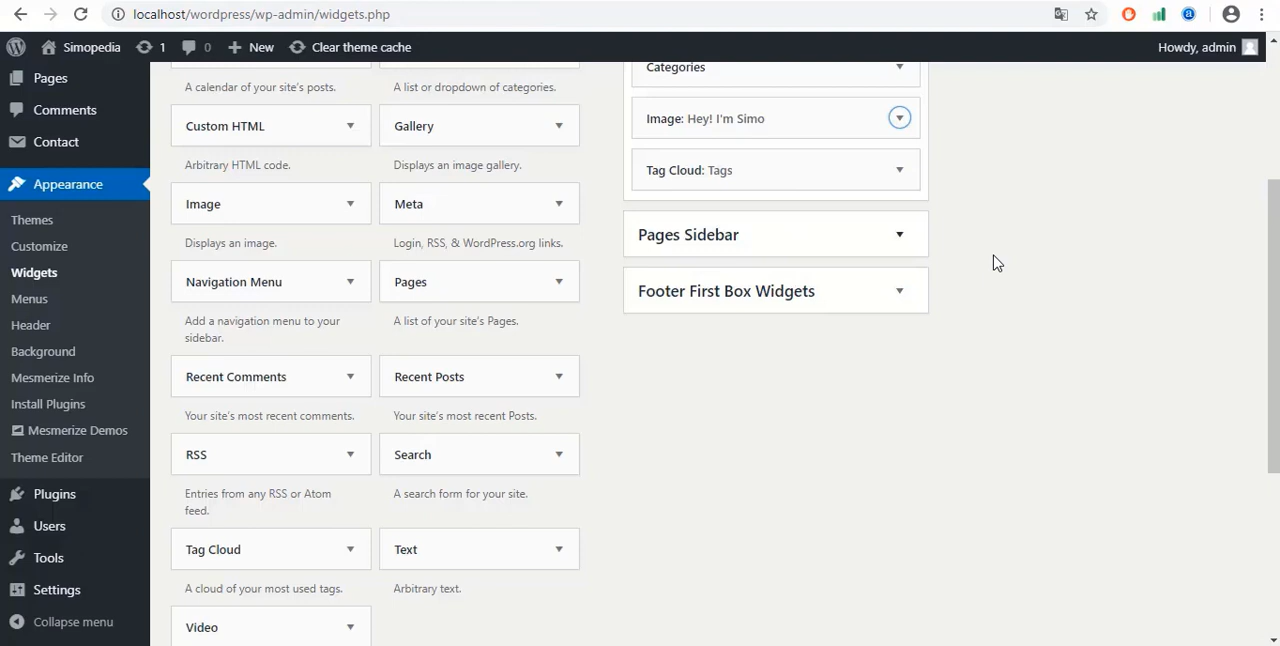 localhost/wordpress/wp-admin/widgets.php
Simopedia
1
0
New
Clear theme cache
Howdy, admin
Pages
Comments
Contact
Appearance
Themes
Customize
Widgets
Menus
Header
Background
Mesmerize Info
Install Plugins
Mesmerize Demos
Theme Editor
Plugins
Users
Tools
Settings
Collapse menu
A calendar of your site's posts.
A list or dropdown of categories.
Custom HTML
Gallery
Arbitrary HTML code.
Displays an image gallery.
Image
Meta
Displays an image.
Login, RSS, & WordPress.org links.
Navigation Menu
Pages
Add a navigation menu to your
sidebar.
A list of your site's Pages.
Recent Comments
Recent Posts
Your site's most recent comments.
Your site's most recent Posts.
RSS
Search
Entries from any RSS or Atom
feed.
A search form for your site.
Tag Cloud
Text
A cloud of your most used tags.
Arbitrary text.
Video
Categories
Image: Hey! I'm Simo
Tag Cloud: Tags
Pages Sidebar
Footer First Box Widgets